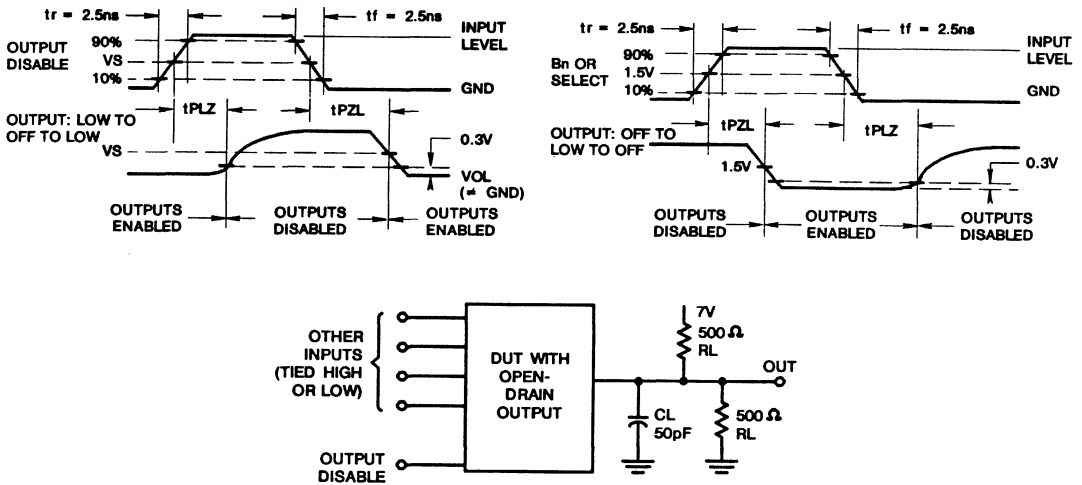 tr = 2.5ns
tf = 2.5ns
OUTPUT
DISABLE
90%
VS
10%
INPUT
LEVEL
GND
tPLZ
tPZL
OUTPUT: LOW TO
OFF TO LOW
VS
0.3V
VOL
(≠ GND)
OUTPUTS
ENABLED
OUTPUTS
DISABLED
OUTPUTS
ENABLED
tr = 2.5ns
tf = 2.5ns
Bn OR
SELECT
90%
1.5V
10%
INPUT
LEVEL
GND
tPZL
tPLZ
OUTPUT: OFF TO
LOW TO OFF
1.5V
0.3V
OUTPUTS
DISABLED
OUTPUTS
ENABLED
OUTPUTS
DISABLED
OTHER
INPUTS
(TIED HIGH
OR LOW)
OUTPUT
DISABLE
DUT WITH
OPEN-
DRAIN
OUTPUT
7V
500Ω
RL
OUT
CL
50pF
500Ω
RL